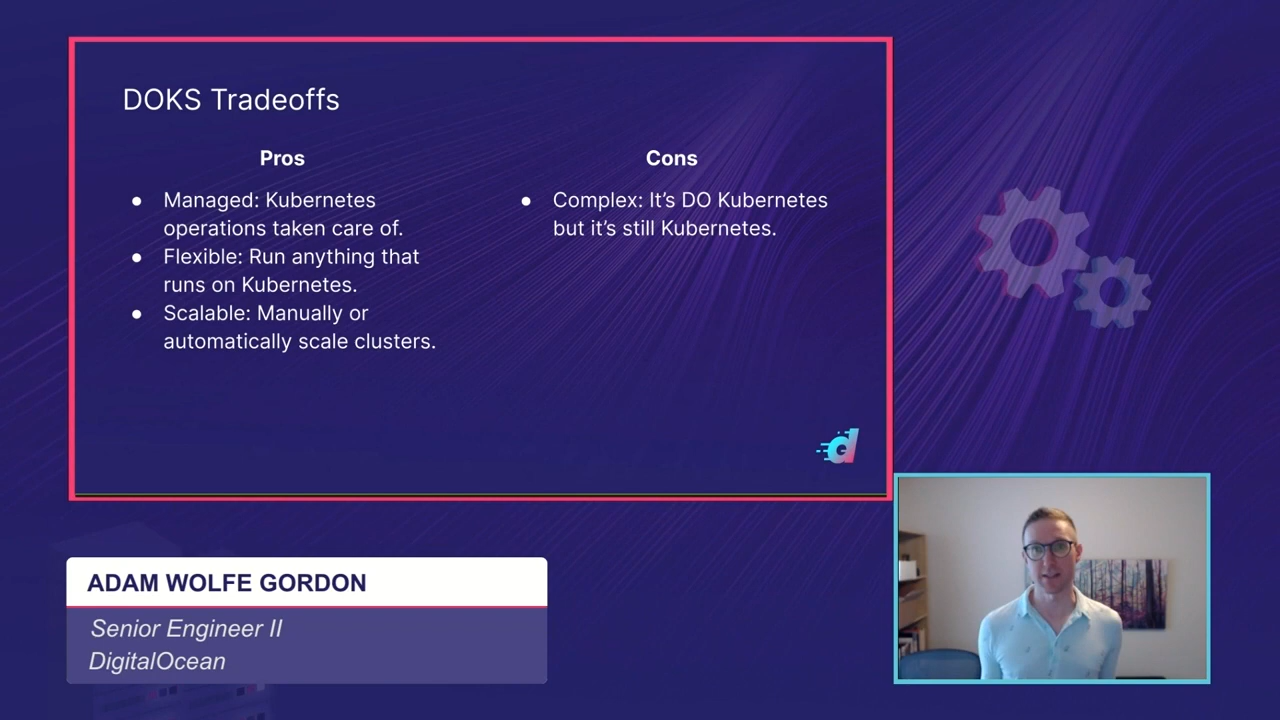 DOKS Tradeoffs
Pros
● Managed: Kubernetes
operations taken care of.
● Flexible: Run anything that
runs on Kubernetes.
● Scalable: Manually or
automatically scale clusters.
Cons
● Complex: It's DO Kubernetes
but it's still Kubernetes.
d
ADAM WOLFE GORDON
Senior Engineer II
DigitalOcean